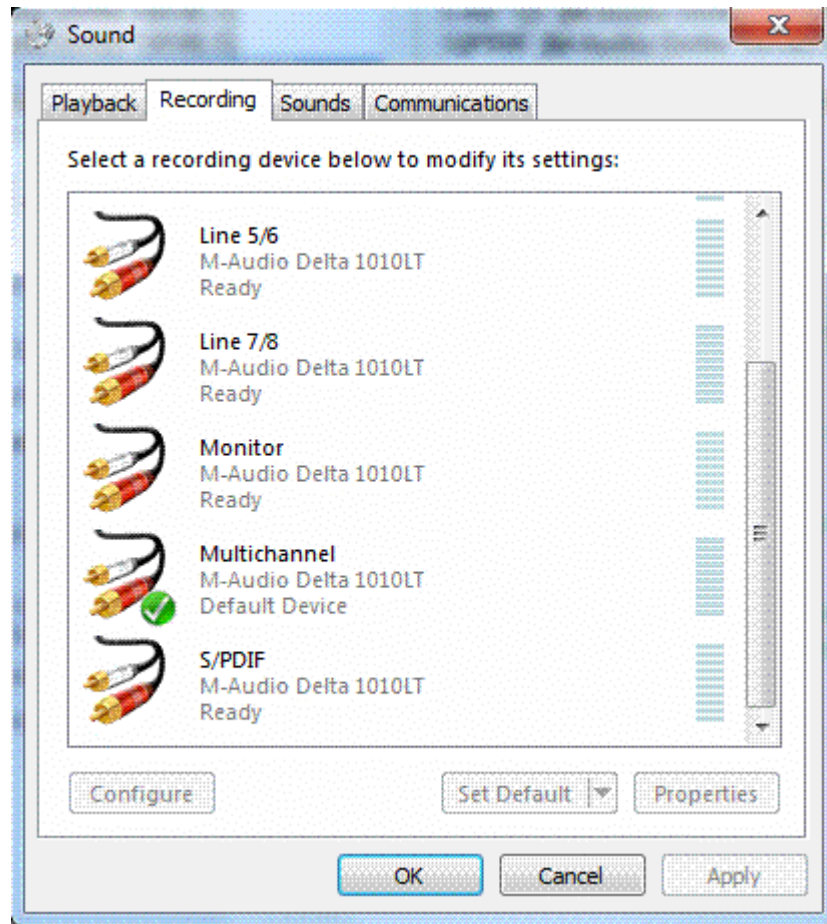 Sound
Playback Recording Sounds Communications
Select a recording device below to modify its settings:
Line 5/6
M-Audio Delta 1010LT
Ready
Line 7/8
M-Audio Delta 1010LT
Ready
Monitor
M-Audio Delta 1010LT
Ready
Multichannel
M-Audio Delta 1010LT
Default Device
S/PDIF
M-Audio Delta 1010LT
Ready
Configure Set Default Properties
OK Cancel Apply